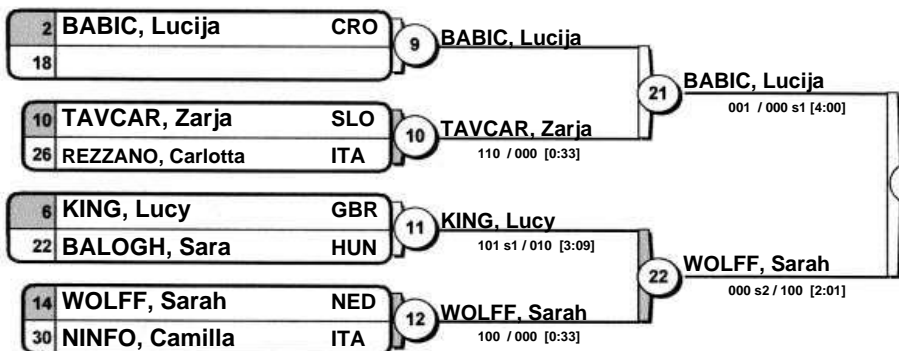 2 BABIC, Lucija CRO
18
9 BABIC, Lucija
10 TAVCAR, Zarja SLO
26 REZZANO, Carlotta ITA
10 TAVCAR, Zarja
110 / 000 [0:33]
21 BABIC, Lucija
001 / 000 s1 [4:00]
6 KING, Lucy GBR
22 BALOGH, Sara HUN
11 KING, Lucy
101 s1 / 010 [3:09]
14 WOLFF, Sarah NED
30 NINFO, Camilla ITA
12 WOLFF, Sarah
100 / 000 [0:33]
22 WOLFF, Sarah
000 s2 / 100 [2:01]